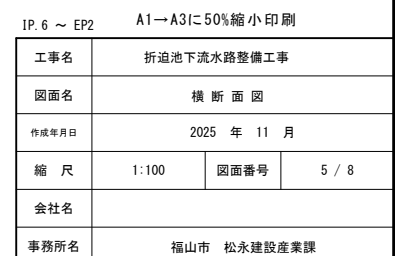 IP.6 ~ EP2 A1→A3に50%縮小印刷
工事名 折迫池下流水路整備工事
図面名 横 断 面 図
作成年月日 2025 年 11 月
縮 尺 1:100 図面番号 5 / 8
会社名
事務所名 福山市 松永建設産業課